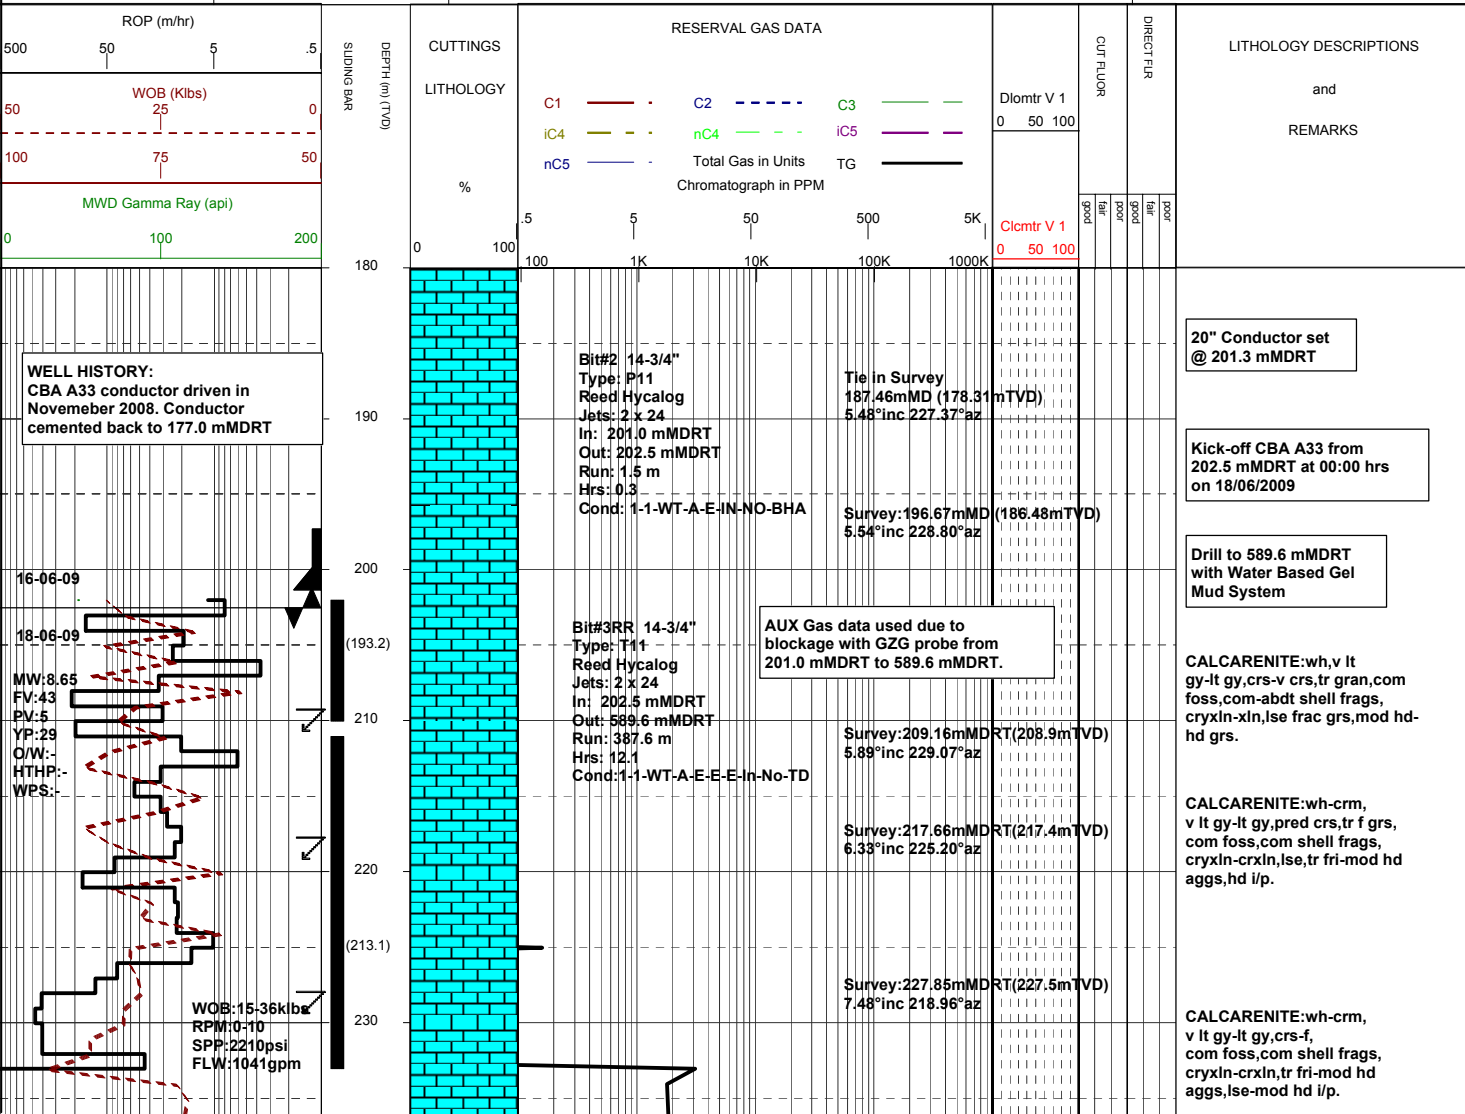 ROP (m/hr)
500 50 5 .5
WOB (Klbs)
50 25 0
100 75 50
MWD Gamma Ray (api)
0 100 200
SLIDING BAR
DEPTH (m) (TVD)
CUTTINGS
LITHOLOGY
%
0 100
RESERVAL GAS DATA
C1 C2 C3
iC4 nC4 iC5
nC5 Total Gas in Units TG
Chromatograph in PPM
.5 5 50 500 5K
100 1K 10K 100K 1000K
Dlomtr V 1
0 50 100
Clcmtr V 1
0 50 100
CUT FLUOR
DIRECT FLR
good fair poor good fair poor
LITHOLOGY DESCRIPTIONS
and
REMARKS
180
190
200
(193.2)
210
220
(213.1)
230
WELL HISTORY:
CBA A33 conductor driven in
Novemeber 2008. Conductor
cemented back to 177.0 mMDRT
16-06-09
18-06-09
MW:8.65
FV:43
PV:5
YP:29
O/W:-
HTHP:-
WPS:-
WOB:15-36klbs
RPM:0-10
SPP:2210psi
FLW:1041gpm
Bit#2 14-3/4"
Type: P11
Reed Hycalog
Jets: 2 x 24
In: 201.0 mMDRT
Out: 202.5 mMDRT
Run: 1.5 m
Hrs: 0.3
Cond: 1-1-WT-A-E-IN-NO-BHA
Bit#3RR 14-3/4"
Type: T11
Reed Hycalog
Jets: 2 x 24
In: 202.5 mMDRT
Out: 589.6 mMDRT
Run: 387.6 m
Hrs: 12.1
Cond:1-1-WT-A-E-E-E-In-No-TD
Tie in Survey
187.46mMD (178.31mTVD)
5.48°inc 227.37°az
Survey:196.67mMD (186.48mTVD)
5.54°inc 228.80°az
AUX Gas data used due to
blockage with GZG probe from
201.0 mMDRT to 589.6 mMDRT.
Survey:209.16mMDRT(208.9mTVD)
5.89°inc 229.07°az
Survey:217.66mMDRT(217.4mTVD)
6.33°inc 225.20°az
Survey:227.85mMDRT(227.5mTVD)
7.48°inc 218.96°az
20" Conductor set
@ 201.3 mMDRT
Kick-off CBA A33 from
202.5 mMDRT at 00:00 hrs
on 18/06/2009
Drill to 589.6 mMDRT
with Water Based Gel
Mud System
CALCARENITE:wh,v lt
gy-lt gy,crs-v crs,tr gran,com
foss,com-abdt shell frags,
cryxln-xln,lse frac grs,mod hd-
hd grs.
CALCARENITE:wh-crm,
v lt gy-lt gy,pred crs,tr f grs,
com foss,com shell frags,
cryxln-crxln,lse,tr fri-mod hd
aggs,hd i/p.
CALCARENITE:wh-crm,
v lt gy-lt gy,crs-f,
com foss,com shell frags,
cryxln-crxln,tr fri-mod hd
aggs,lse-mod hd i/p.